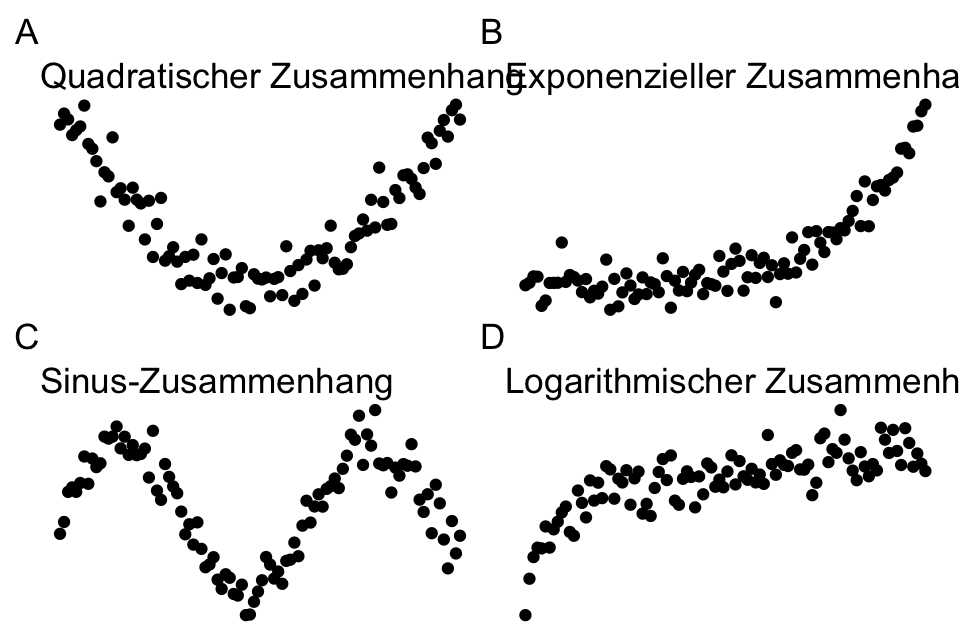 A
Quadratischer Zusammenhang
B
Exponenzieller Zusammenha
C
Sinus-Zusammenhang
D
Logarithmischer Zusammenh